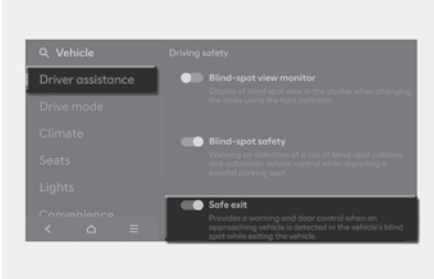 Vehicle
Driving safety
Driver assistance
Blind-spot view monitor
Display of blind spot view in the cluster when changing
the lanes using the turn indicator.
Drive mode
Climate
Blind-spot safety
Warning on detection of a risk of blind-spot collision,
and automatic vehicle control while departing a
parallel parking spot.
Seats
Lights
Convenience
Safe exit
Provides a warning and door control when an
approaching vehicle is detected in the vehicle's blind
spot while exiting the vehicle.